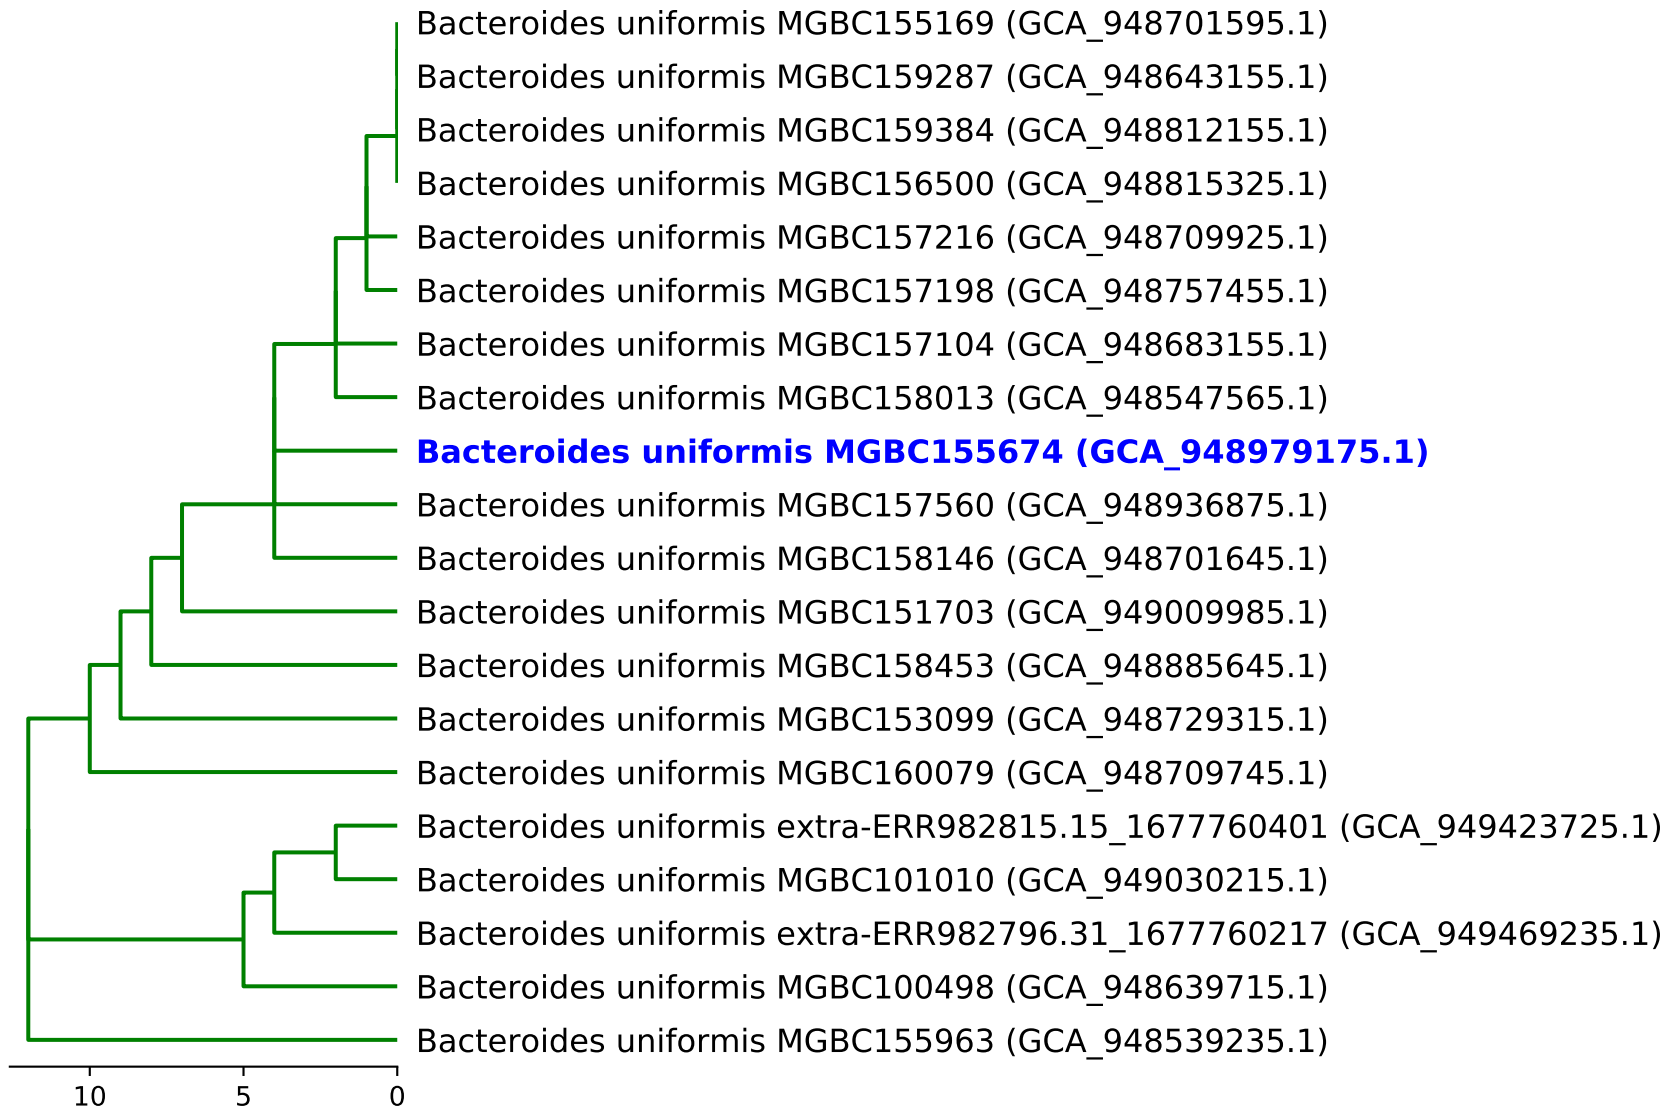 Bacteroides uniformis MGBC155169 (GCA_948701595.1)
Bacteroides uniformis MGBC159287 (GCA_948643155.1)
Bacteroides uniformis MGBC159384 (GCA_948812155.1)
Bacteroides uniformis MGBC156500 (GCA_948815325.1)
Bacteroides uniformis MGBC157216 (GCA_948709925.1)
Bacteroides uniformis MGBC157198 (GCA_948757455.1)
Bacteroides uniformis MGBC157104 (GCA_948683155.1)
Bacteroides uniformis MGBC158013 (GCA_948547565.1)
Bacteroides uniformis MGBC155674 (GCA_948979175.1)
Bacteroides uniformis MGBC157560 (GCA_948936875.1)
Bacteroides uniformis MGBC158146 (GCA_948701645.1)
Bacteroides uniformis MGBC151703 (GCA_949009985.1)
Bacteroides uniformis MGBC158453 (GCA_948885645.1)
Bacteroides uniformis MGBC153099 (GCA_948729315.1)
Bacteroides uniformis MGBC160079 (GCA_948709745.1)
Bacteroides uniformis extra-ERR982815.15_1677760401 (GCA_949423725.1)
Bacteroides uniformis MGBC101010 (GCA_949030215.1)
Bacteroides uniformis extra-ERR982796.31_1677760217 (GCA_949469235.1)
Bacteroides uniformis MGBC100498 (GCA_948639715.1)
Bacteroides uniformis MGBC155963 (GCA_948539235.1)
10 5 0